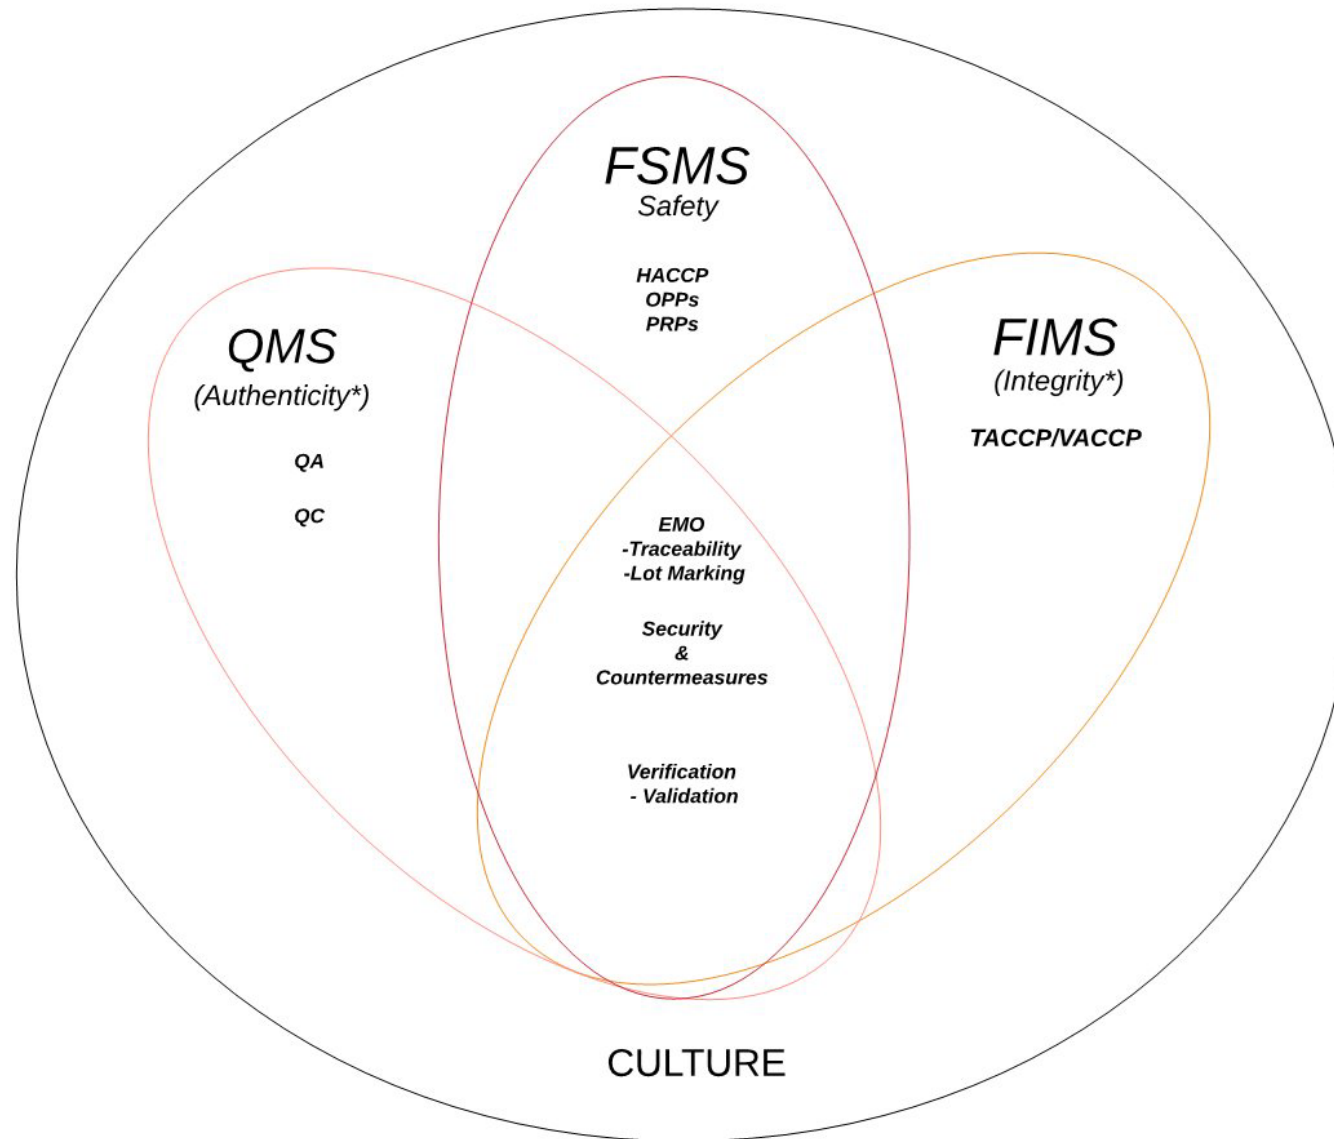 FSMS
Safety
HACCP
OPPs
PRPs
QMS
(Authenticity*)
QA
QC
FIMS
(Integrity*)
TACCP/VACCP
EMO
-Traceability
-Lot Marking
Security
&
Countermeasures
Verification
- Validation
CULTURE